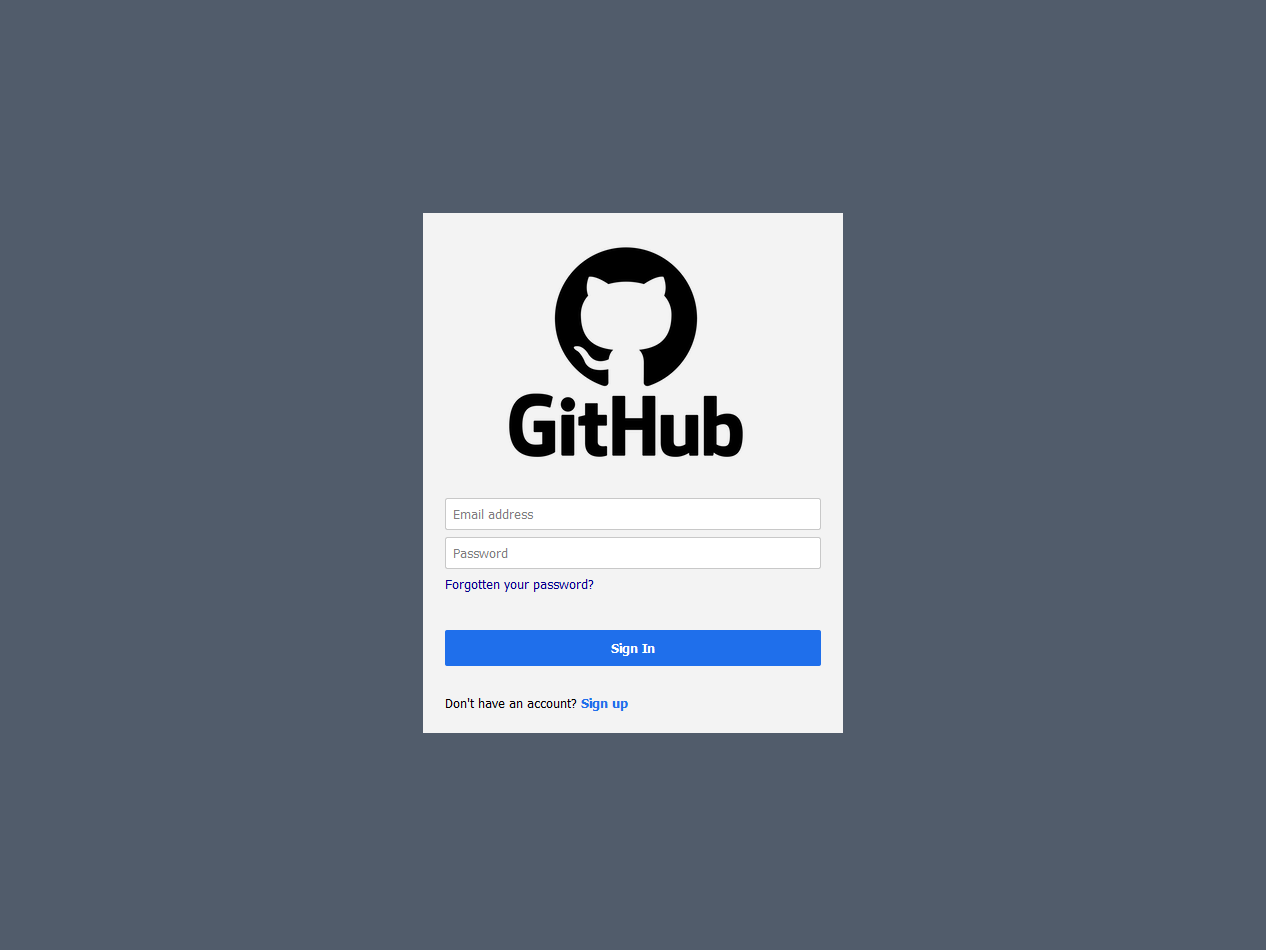 GitHub
Email address
Password
Forgotten your password?
Sign In
Don't have an account? Sign up